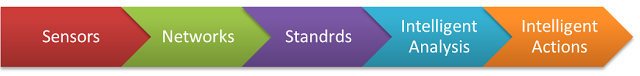 Sensors
Networks
Standrds
Intelligent
Analysis
Intelligent
Actions